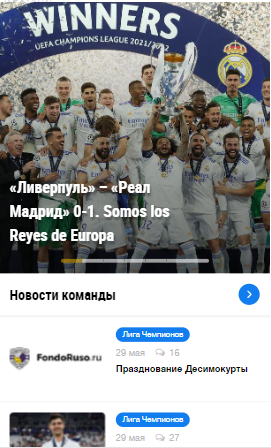 WINNERS
UEFA CHAMPIONS LEAGUE 2021/22
«Ливерпуль» – «Реал
Мадрид» 0-1. Somos los
Reyes de Europa
Новости команды
Лига Чемпионов
29 мая 16
FondoRuso.ru
Празднование Десимокурты
Лига Чемпионов
29 мая 27